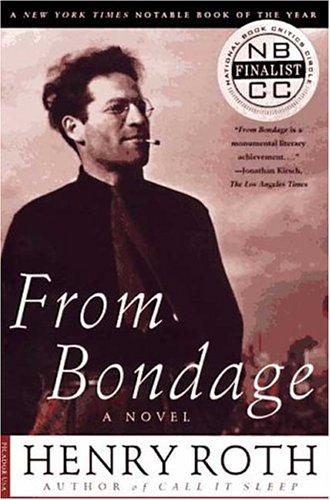 A NEW YORK TIMES NOTABLE BOOK OF THE YEAR
NATIONAL BOOK CRITICS CIRCLE
NB
FINALIST
CC
"From Bondage is a
monumental literary
achievement. . ."
—Jonathan Kirsch,
The Los Angeles Times
From
Bondage
A NOVEL
PICADOR USA
HENRY ROTH
AUTHOR OF CALL IT SLEEP